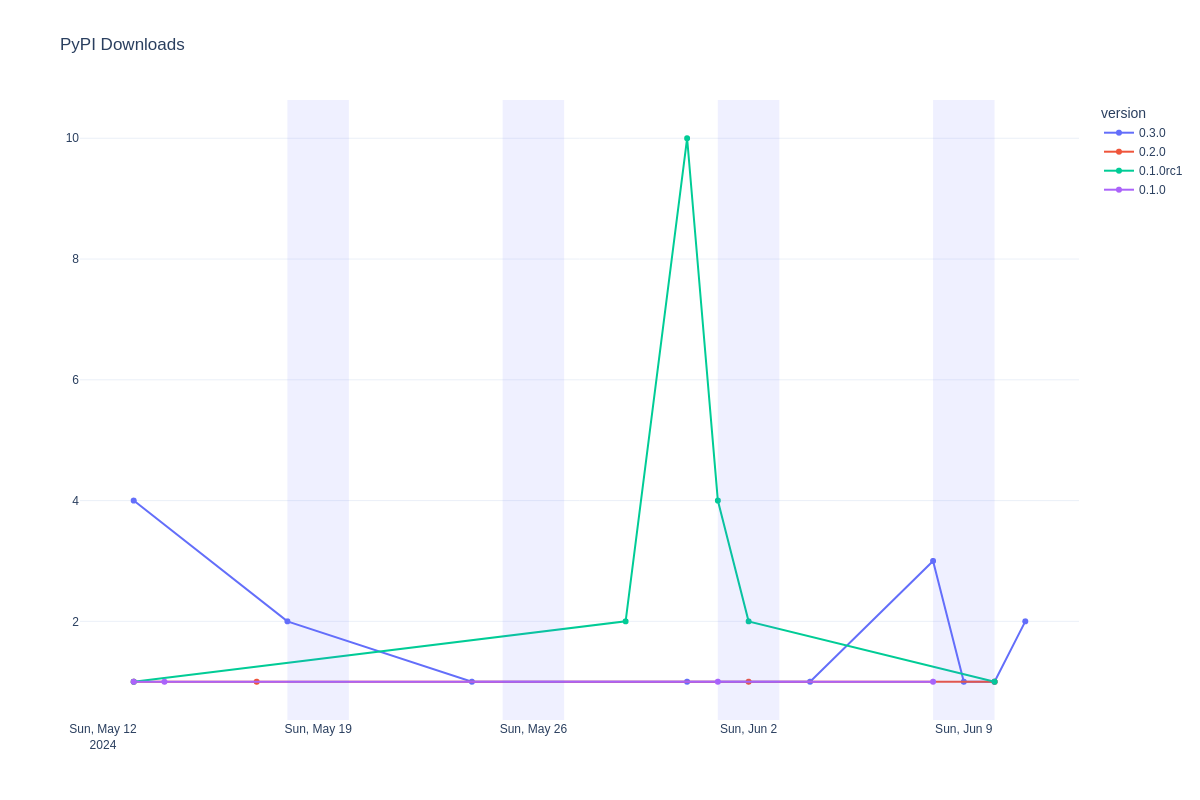 PyPI Downloads
version
0.3.0
0.2.0
0.1.0rc1
0.1.0
10
8
6
4
2
Sun, May 12
2024
Sun, May 19
Sun, May 26
Sun, Jun 2
Sun, Jun 9